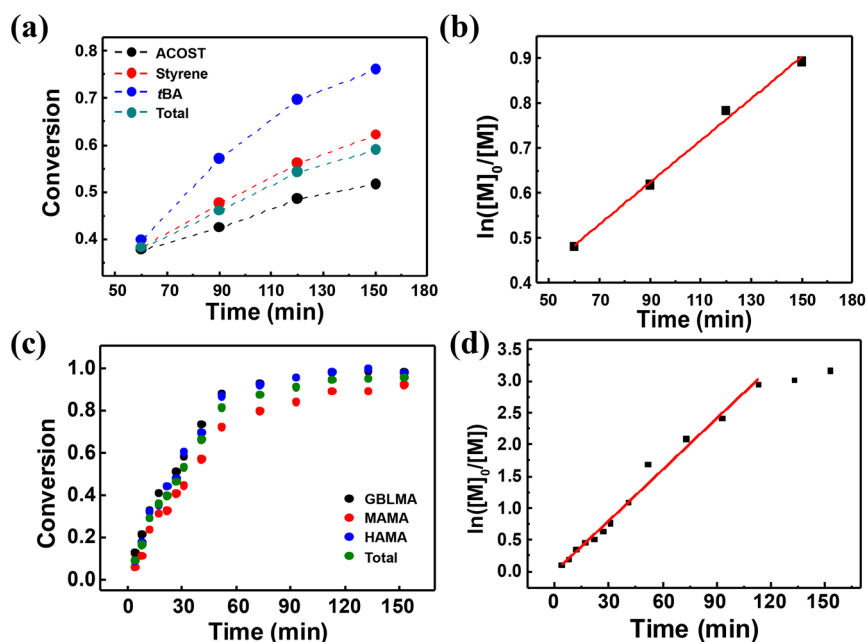 (a)
Conversion
0.8
0.7
0.6
0.5
0.4
ACOST
Styrene
tBA
Total
50 70 90 110 130 150 180
Time (min)
(b)
ln([M]0/[M])
0.9
0.8
0.7
0.6
0.5
0.4
50 70 90 110 130 150 180
Time (min)
(c)
Conversion
1.0
0.8
0.6
0.4
0.2
0.0
GBLMA
MAMA
HAMA
Total
0 30 60 90 120 150
Time (min)
(d)
ln([M]0/[M])
3.5
3.0
2.5
2.0
1.5
1.0
0.5
0.0
0 30 60 90 120 150
Time (min)